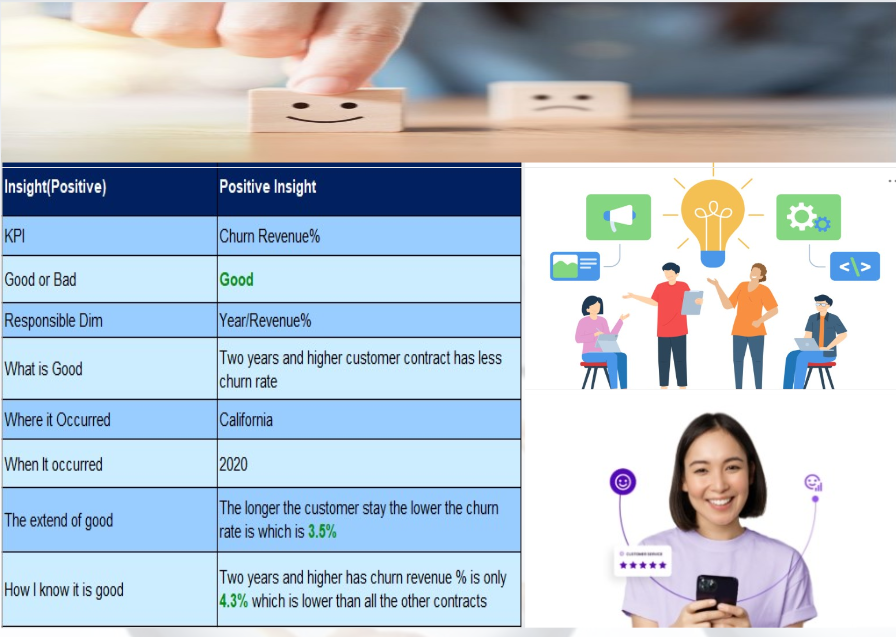 Insight(Positive) Positive Insight
KPI Churn Revenue%
Good or Bad Good
Responsible Dim Year/Revenue%
What is Good Two years and higher customer contract has less
churn rate
Where it Occurred California
When It occurred 2020
The extend of good The longer the customer stay the lower the churn
rate is which is 3.5%
How I know it is good Two years and higher has churn revenue % is only
4.3% which is lower than all the other contracts
</>
CUSTOMER SERVICE